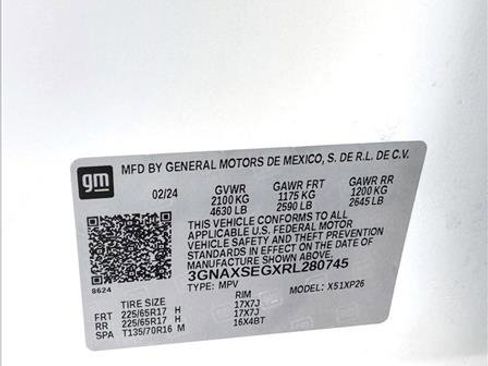 gm
MFD BY GENERAL MOTORS DE MEXICO, S. DE R.L. DE C.V.
02/24 GVWR GAWR FRT GAWR RR
2100 KG 1175 KG 1200 KG
4630 LB 2590 LB 2645 LB
THIS VEHICLE CONFORMS TO ALL
APPLICABLE U.S. FEDERAL MOTOR
VEHICLE SAFETY AND THEFT PREVENTION
STANDARDS IN EFFECT ON THE DATE OF
MANUFACTURE SHOWN ABOVE.
3GNAXSEGXRL280745
8624 TYPE: MPV MODEL: X51XP26
TIRE SIZE RIM
FRT 225/65R17 H 17X7J
RR 225/65R17 H 17X7J
SPA T135/70R16 M 16X4BT